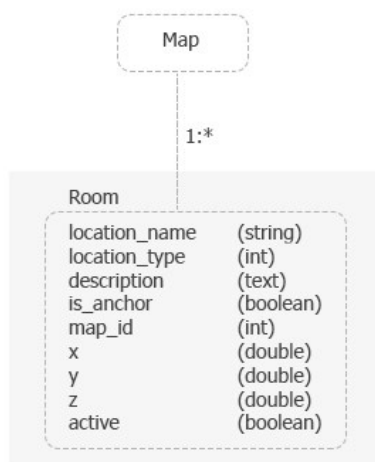 Map
1:*
Room
location_name (string)
location_type (int)
description (text)
is_anchor (boolean)
map_id (int)
x (double)
y (double)
z (double)
active (boolean)